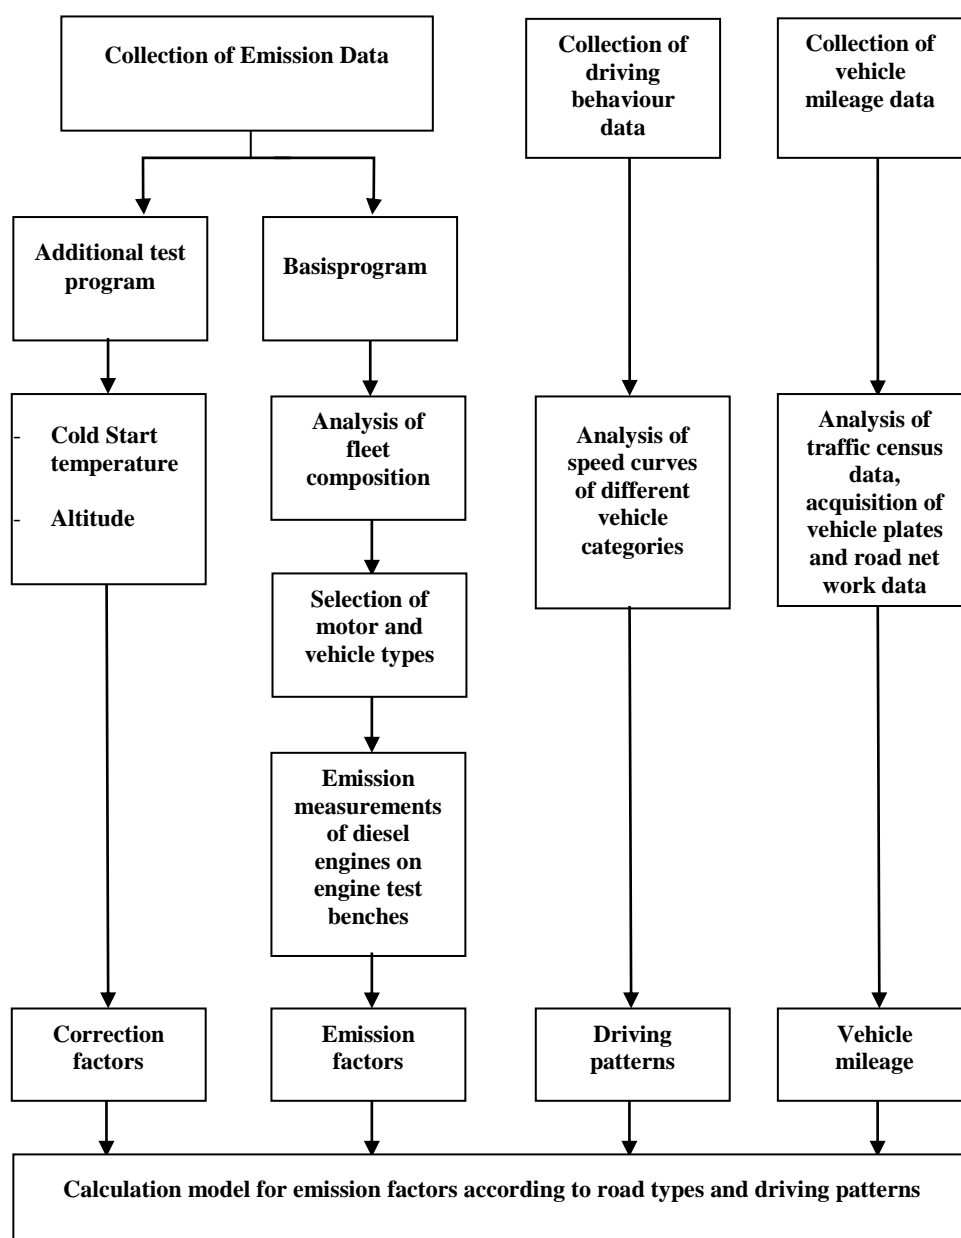 Collection of Emission Data
Collection of
driving
behaviour
data
Collection of
vehicle
mileage data
Additional test
program
Basisprogram
- Cold Start
temperature
- Altitude
Analysis of
fleet
composition
Analysis of
speed curves
of different
vehicle
categories
Analysis of
traffic census
data,
acquisition of
vehicle plates
and road net
work data
Selection of
motor and
vehicle types
Emission
measurements
of diesel
engines on
engine test
benches
Correction
factors
Emission
factors
Driving
patterns
Vehicle
mileage
Calculation model for emission factors according to road types and driving patterns